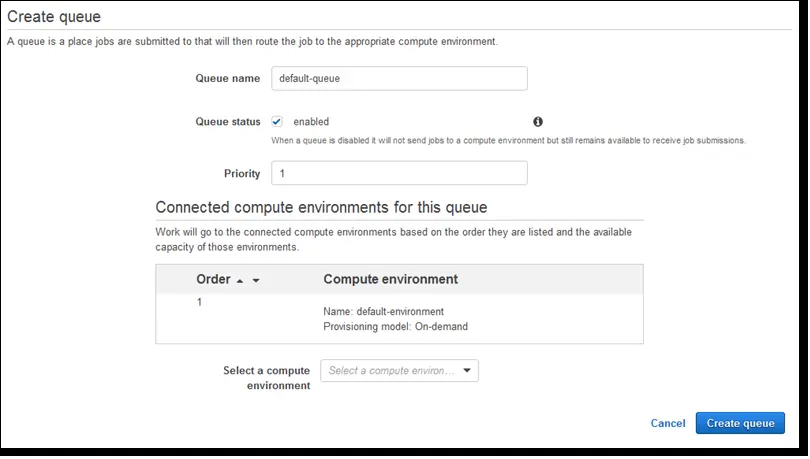 Create queue
A queue is a place jobs are submitted to that will then route the job to the appropriate compute environment.
Queue name default-queue
Queue status enabled
When a queue is disabled it will not send jobs to a compute environment but still remains available to receive job submissions.
Priority 1
Connected compute environments for this queue
Work will go to the connected compute environments based on the order they are listed and the available
capacity of those environments.
Order Compute environment
1
Name: default-environment
Provisioning model: On-demand
Select a compute environment Select a compute environ...
Cancel Create queue